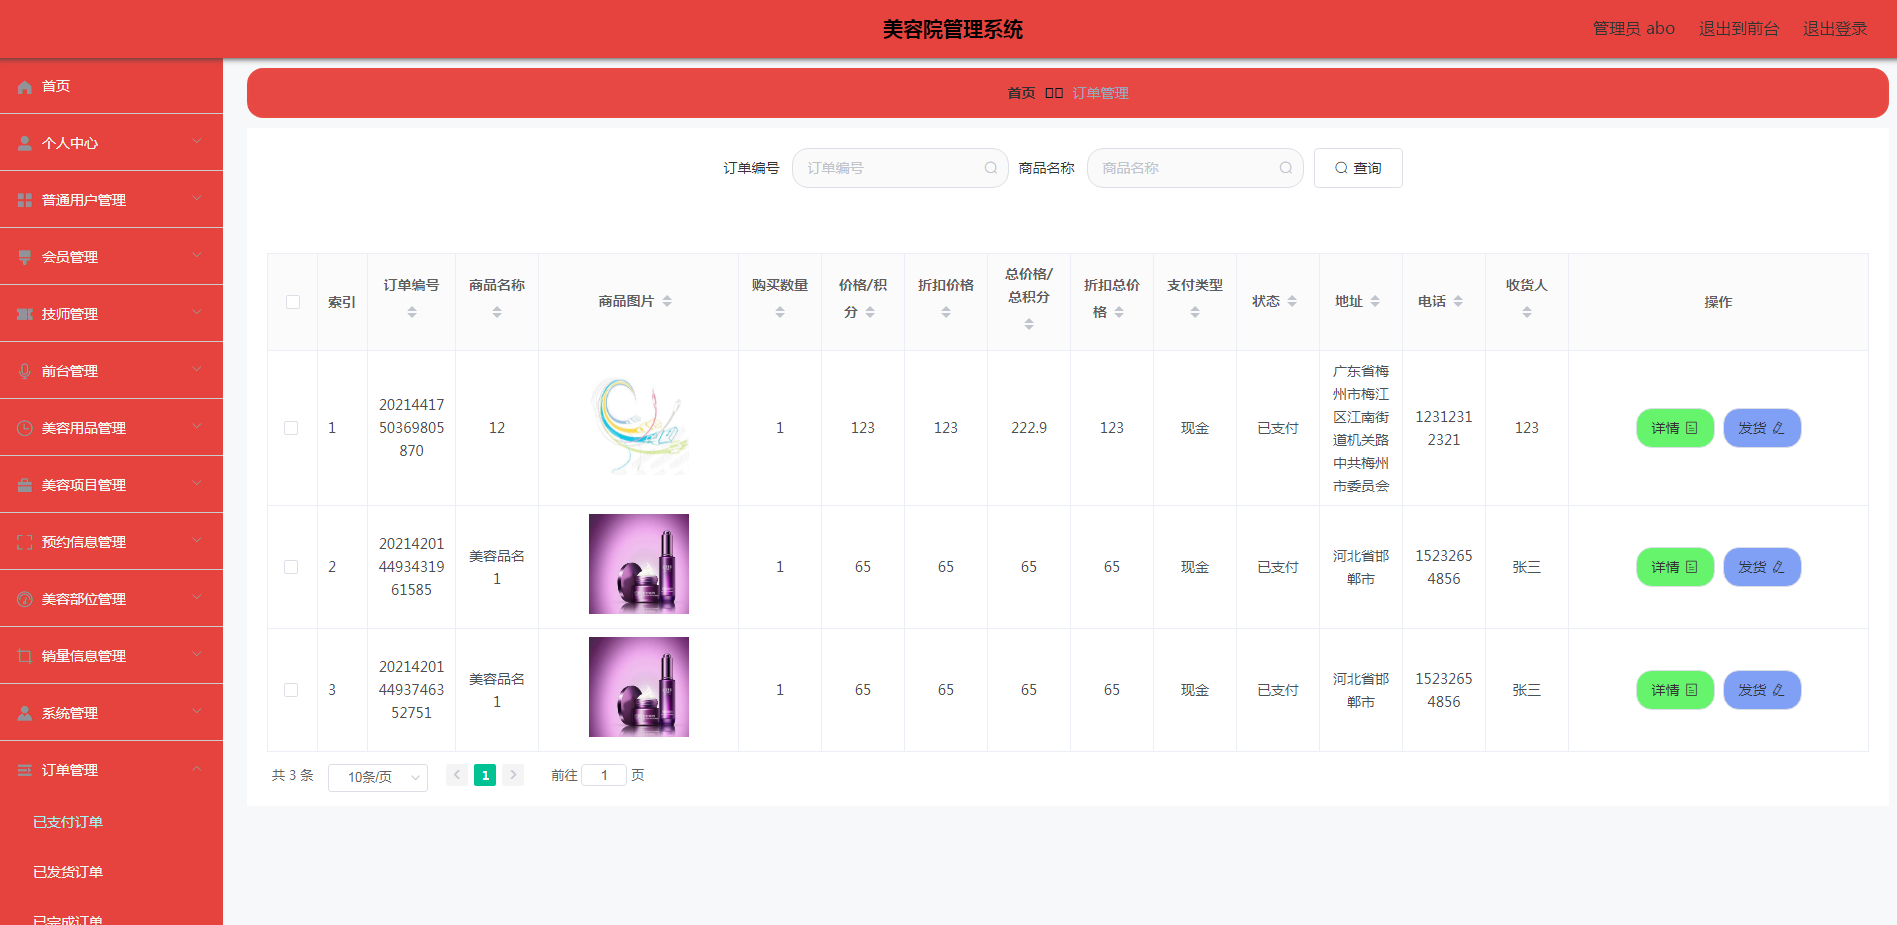 美容院管理系统
管理员 abo 退出到前台 退出登录
首页
个人中心
普通用户管理
会员管理
技师管理
前台管理
美容用品管理
美容项目管理
预约信息管理
美容部位管理
销量信息管理
系统管理
订单管理
已支付订单
已发货订单
已完成订单
首页 订单管理
订单编号 订单编号 商品名称 商品名称 查询
索引 订单编号 商品名称 商品图片 购买数量 价格/积分 折扣价格 总价格/总积分 折扣总价格 支付类型 状态 地址 电话 收货人 操作
1 20214417
50369805
870 12 1 123 123 222.9 123 现金 已支付 广东省梅
州市梅江
区江南街
道机关路
中共梅州
市委员会 1231231
2321 123 详情 发货
2 20214201
44934319
61585 美容品名
1 1 65 65 65 65 现金 已支付 河北省邯
郸市 1523265
4856 张三 详情 发货
3 20214201
44937463
52751 美容品名
1 1 65 65 65 65 现金 已支付 河北省邯
郸市 1523265
4856 张三 详情 发货
共 3 条 10条/页 1 前往 1 页